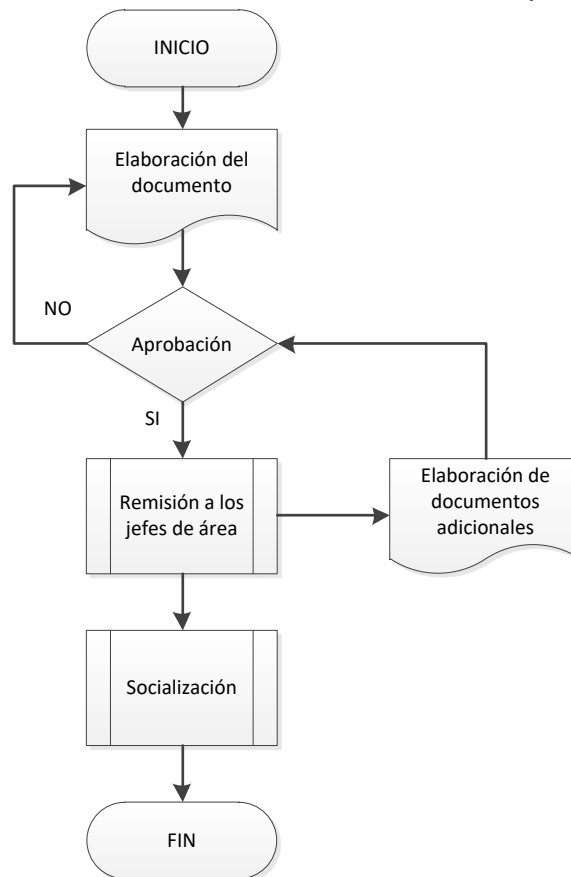 INICIO
Elaboración del
documento
NO
Aprobación
SI
Remisión a los
jefes de área
Elaboración de
documentos
adicionales
Socialización
FIN